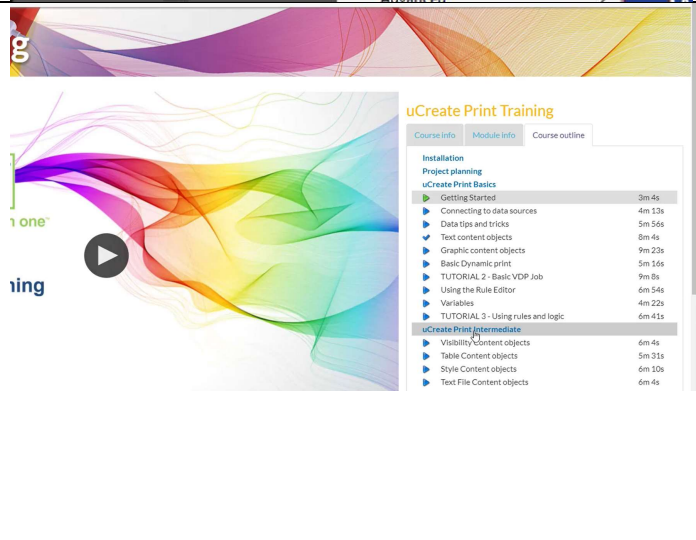 g
uCreate Print Training
Course info Module info Course outline
Installation
Project planning
uCreate Print Basics
Getting Started 3m 4s
Connecting to data sources 4m 13s
Data tips and tricks 5m 56s
Text content objects 8m 4s
Graphic content objects 9m 23s
Basic Dynamic print 5m 16s
TUTORIAL 2 - Basic VDP Job 9m 8s
Using the Rule Editor 6m 54s
Variables 4m 22s
TUTORIAL 3 - Using rules and logic 6m 41s
uCreate Print Intermediate
Visibility Content objects 6m 4s
Table Content objects 5m 31s
Style Content objects 6m 10s
Text File Content objects 6m 4s
n one™
ning